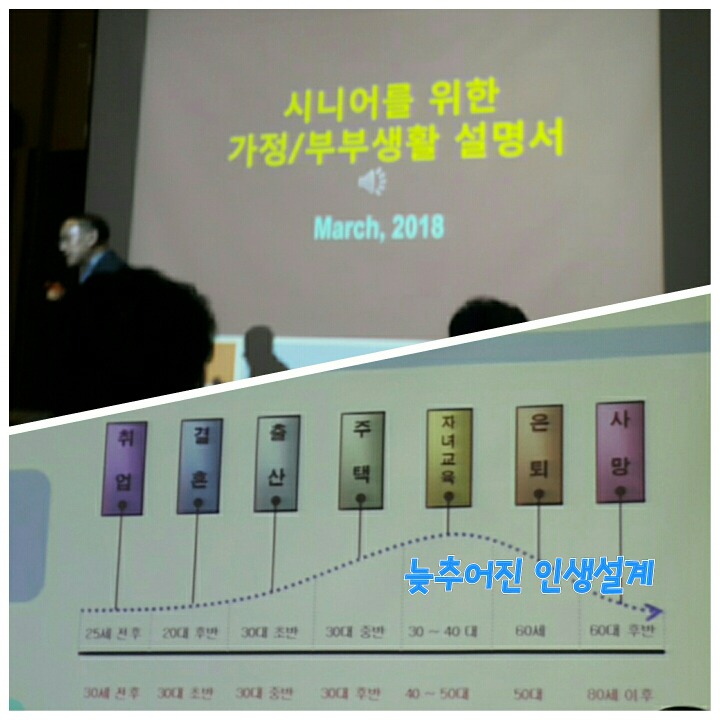 시니어를 위한
가정/부부생활 설명서
March, 2018
취업 결혼 출산 주택 자녀교육 은퇴 사망
늦추어진 인생설계
25세 전후 20대 후반 30대 초반 30대 중반 30 ~ 40 대 60세 60대 후반
30세 전후 30대 초반 30대 중반 30대 후반 40 ~ 50대 50대 80세 이후